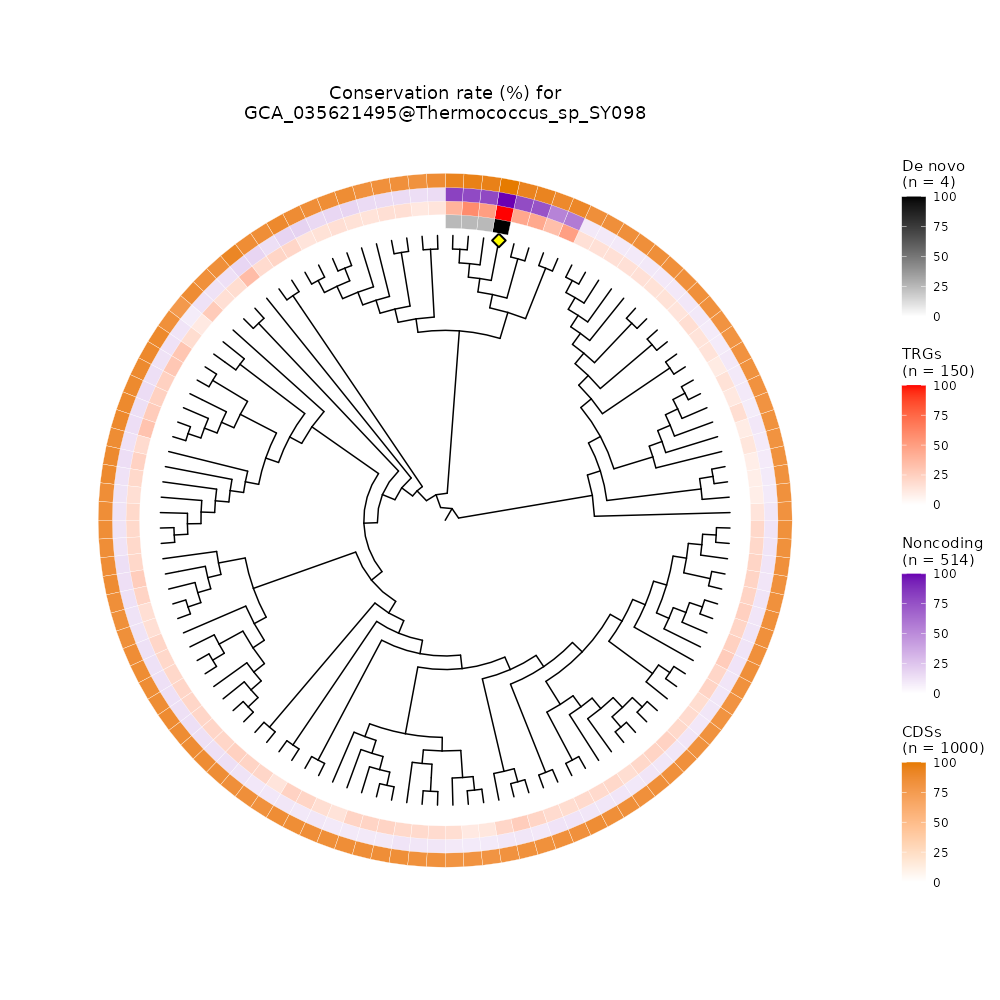 Conservation rate (%) for
GCA_035621495@Thermococcus_sp_SY098
De novo
(n = 4)
100
75
50
25
0
TRGs
(n = 150)
100
75
50
25
0
Noncoding
(n = 514)
100
75
50
25
0
CDSs
(n = 1000)
100
75
50
25
0